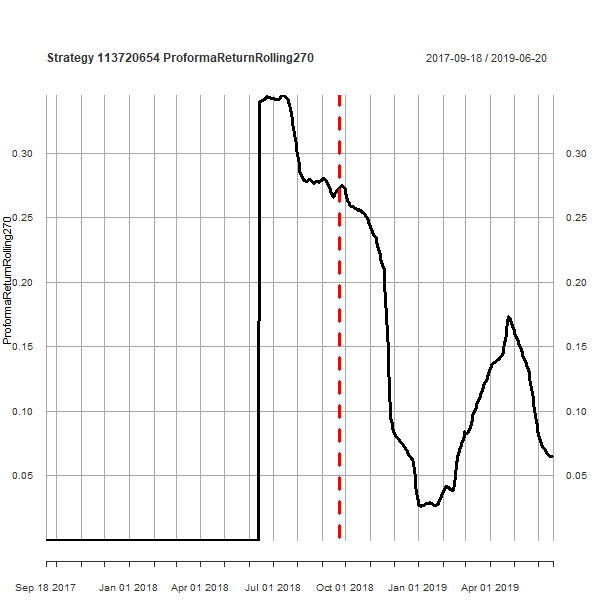 Strategy 113720654 ProformaReturnRolling270
2017-09-18 / 2019-06-20
ProformaReturnRolling270
0.30
0.30
0.25
0.25
0.20
0.20
0.15
0.15
0.10
0.10
0.05
0.05
Sep 18 2017
Jan 01 2018
Apr 01 2018
Jul 01 2018
Oct 01 2018
Jan 01 2019
Apr 01 2019